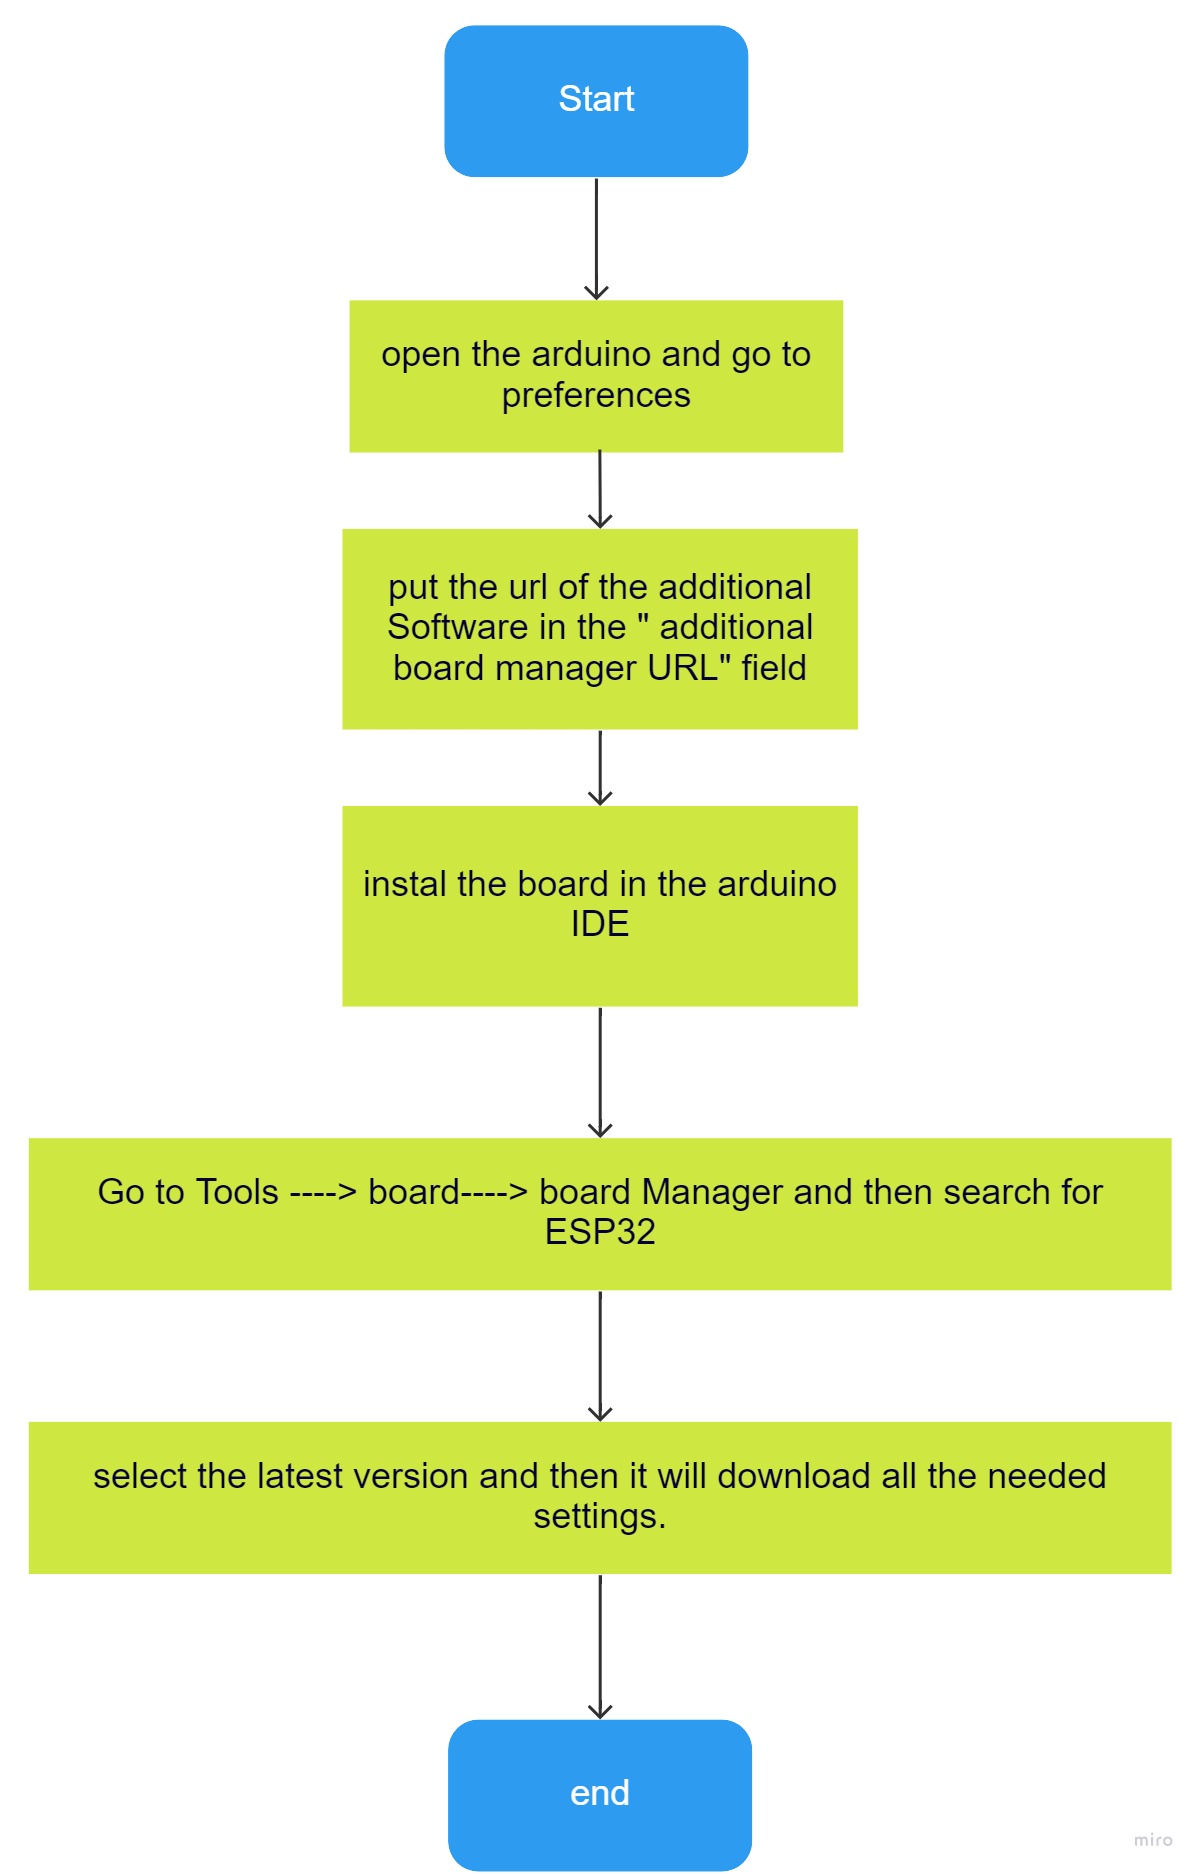 Start
open the arduino and go to
preferences
put the url of the additional
Software in the " additional
board manager URL" field
instal the board in the arduino
IDE
Go to Tools ----> board----> board Manager and then search for
ESP32
select the latest version and then it will download all the needed
settings.
end
miro